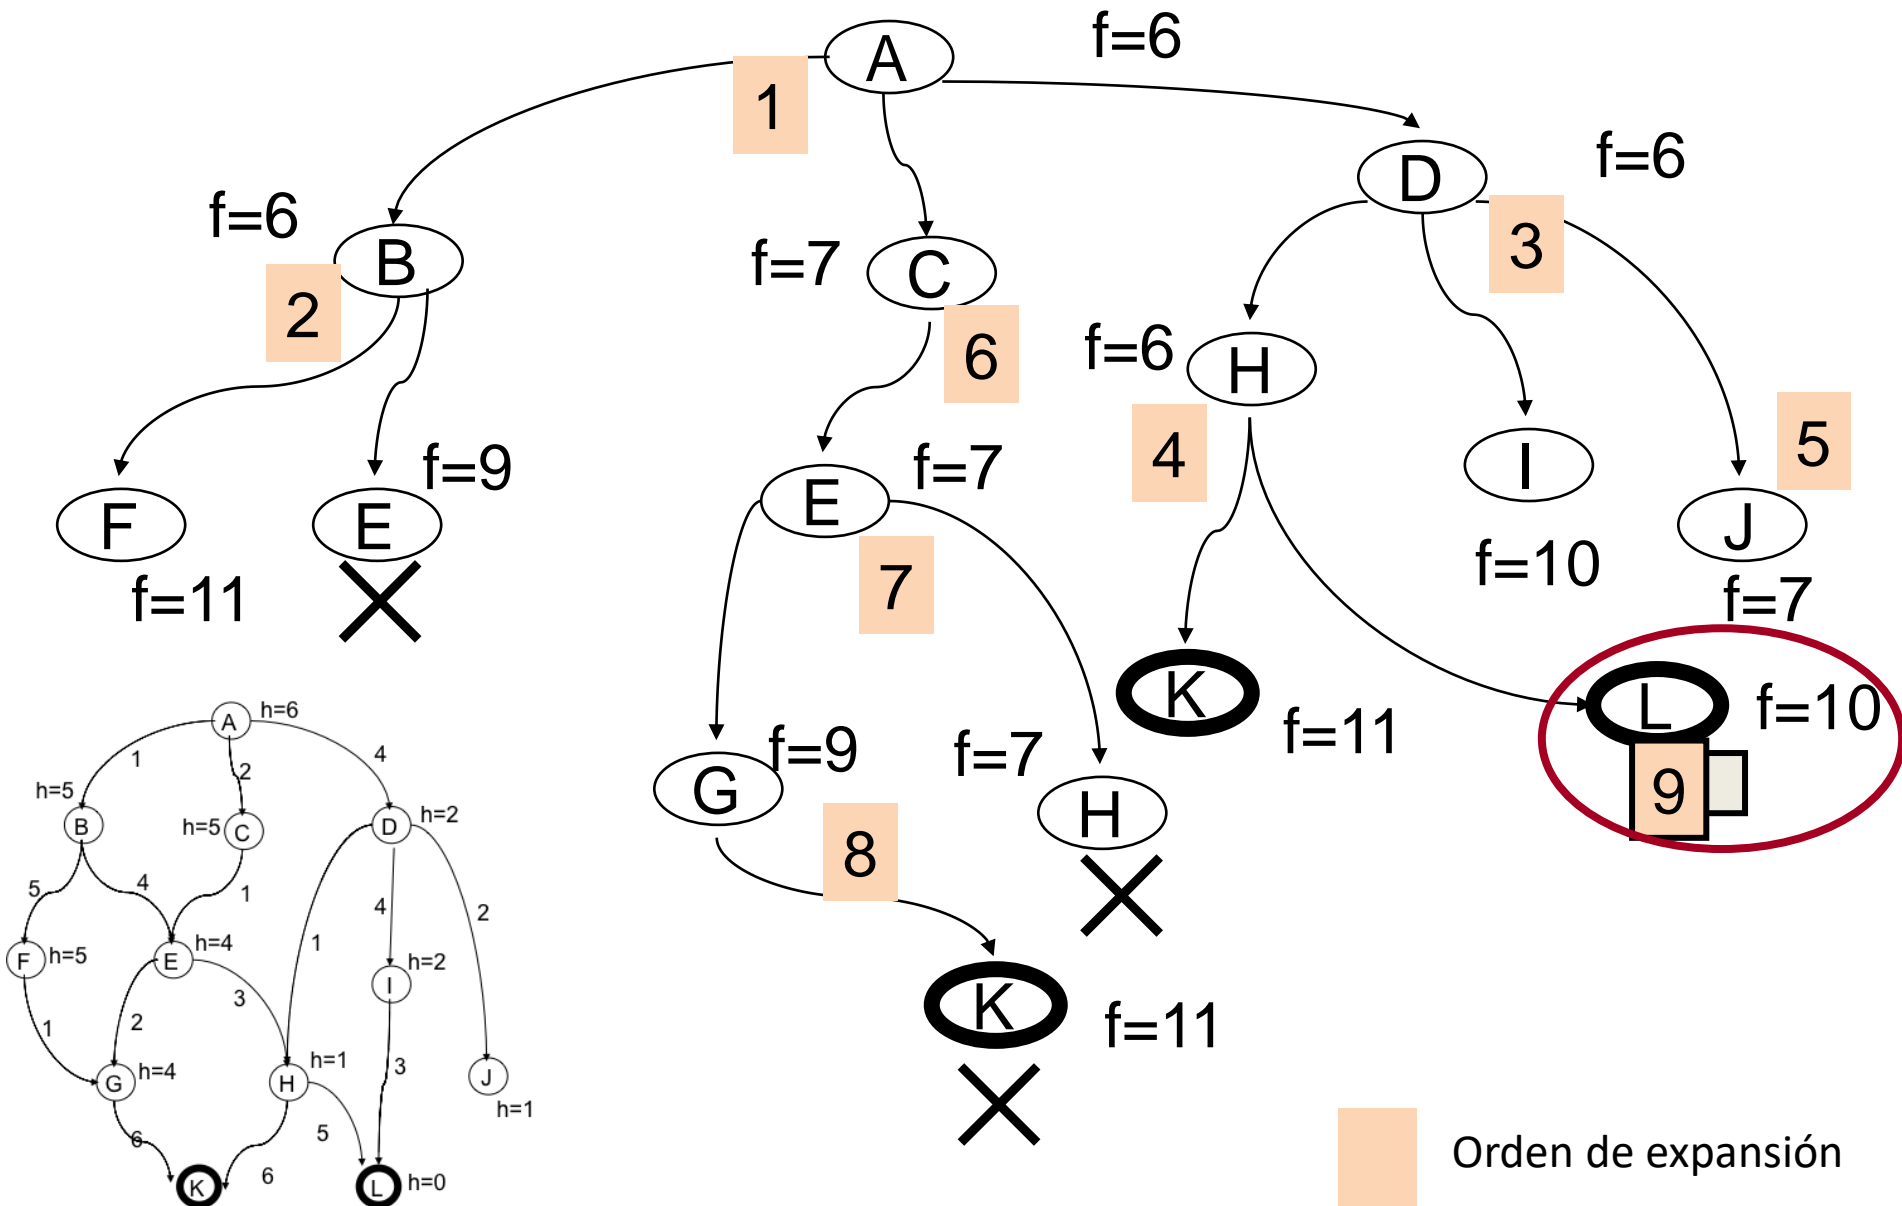 A
f=6
1
D
f=6
f=6
B
2
f=7
C
6
3
f=6
H
4
I
f=10
5
J
f=7
F
f=11
E
f=9
E
f=7
7
K
f=11
L
f=10
9
G
f=9
8
f=7
H
K
f=11
A
h=6
1
2
4
h=5
B
h=5
C
D
h=2
5
4
1
1
4
2
F
h=5
E
h=4
I
h=2
1
2
3
3
G
h=4
H
h=1
J
h=1
6
6
5
K
L
h=0
Orden de expansión